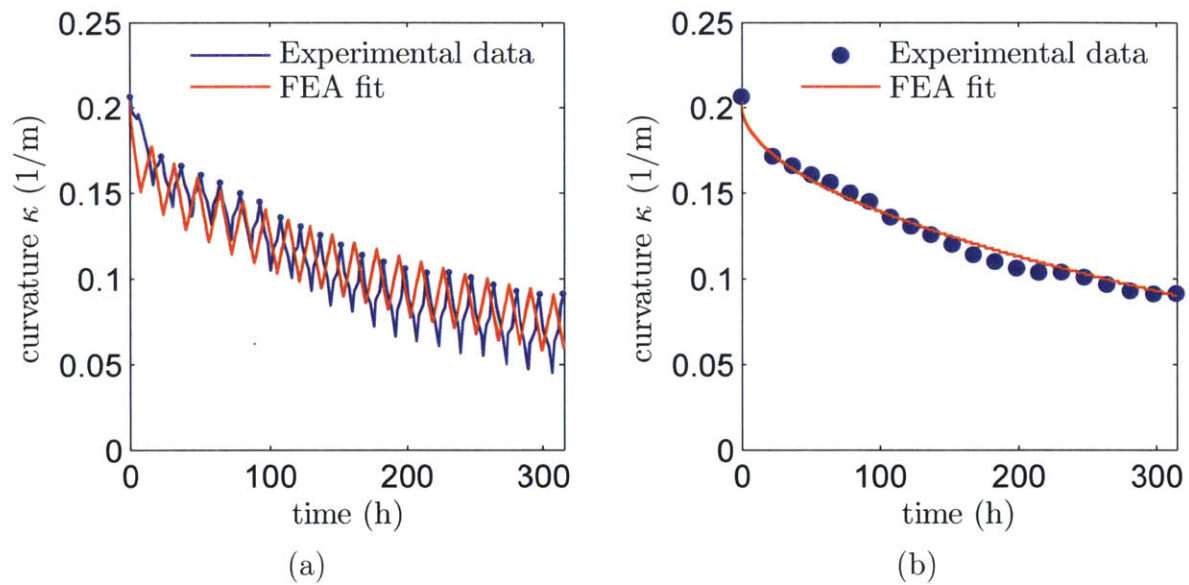 0.25
0.2
0.15
0.1
0.05
0
curvature κ (1/m)
Experimental data
FEA fit
0
100
200
300
time (h)
(a)
0.25
0.2
0.15
0.1
0.05
0
curvature κ (1/m)
Experimental data
FEA fit
0
100
200
300
time (h)
(b)